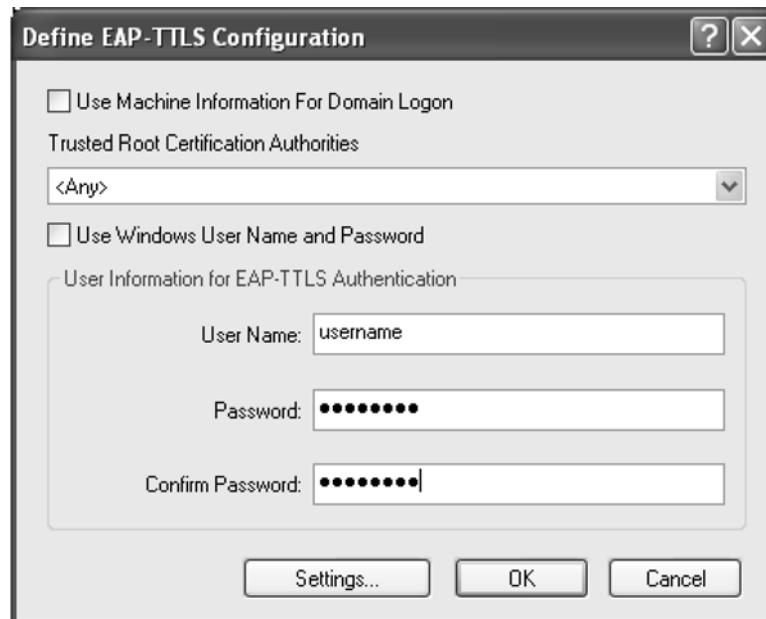 Define EAP-TTLS Configuration
Use Machine Information For Domain Logon
Trusted Root Certification Authorities
<Any>
Use Windows User Name and Password
User Information for EAP-TTLS Authentication
User Name: username
Password: ●●●●●●●●
Confirm Password: ●●●●●●●●
Settings... OK Cancel